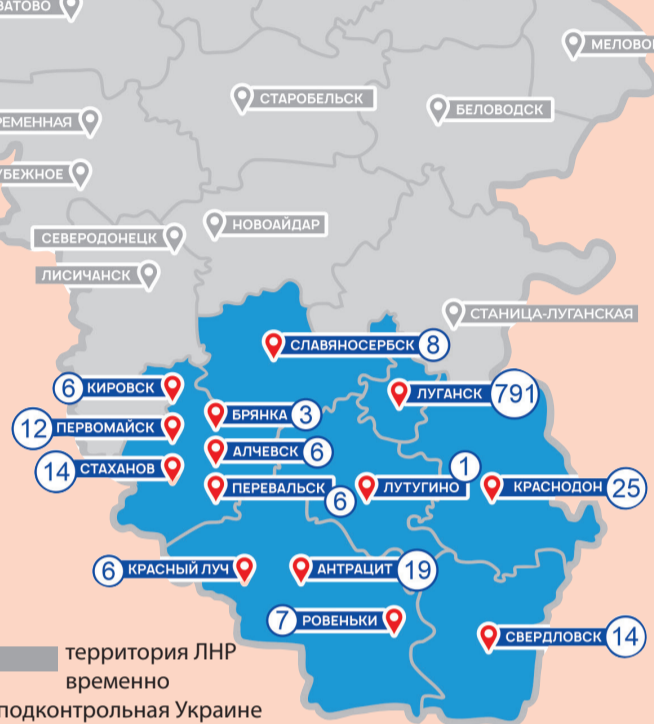 ВАТОВО
МЕЛОВО
СТАРОБЕЛЬСК
БЕЛОВОДСК
РЕМЕННАЯ
УБЕЖНОЕ
НОВОАЙДАР
СЕВЕРОДОНЕЦК
ЛИСИЧАНСК
СТАНИЦА-ЛУГАНСКАЯ
СЛАВЯНОСЕРБСК 8
6 КИРОВСК
ЛУГАНСК 791
БРЯНКА 3
12 ПЕРВОМАЙСК
АЛЧЕВСК 6
14 СТАХАНОВ
ПЕРЕВАЛЬСК 6
ЛУТУГИНО 1
КРАСНОДОН 25
6 КРАСНЫЙ ЛУЧ
АНТРАЦИТ 19
7 РОВЕНЬКИ
СВЕРДЛОВСК 14
территория ЛНР
временно
подконтрольная Украине